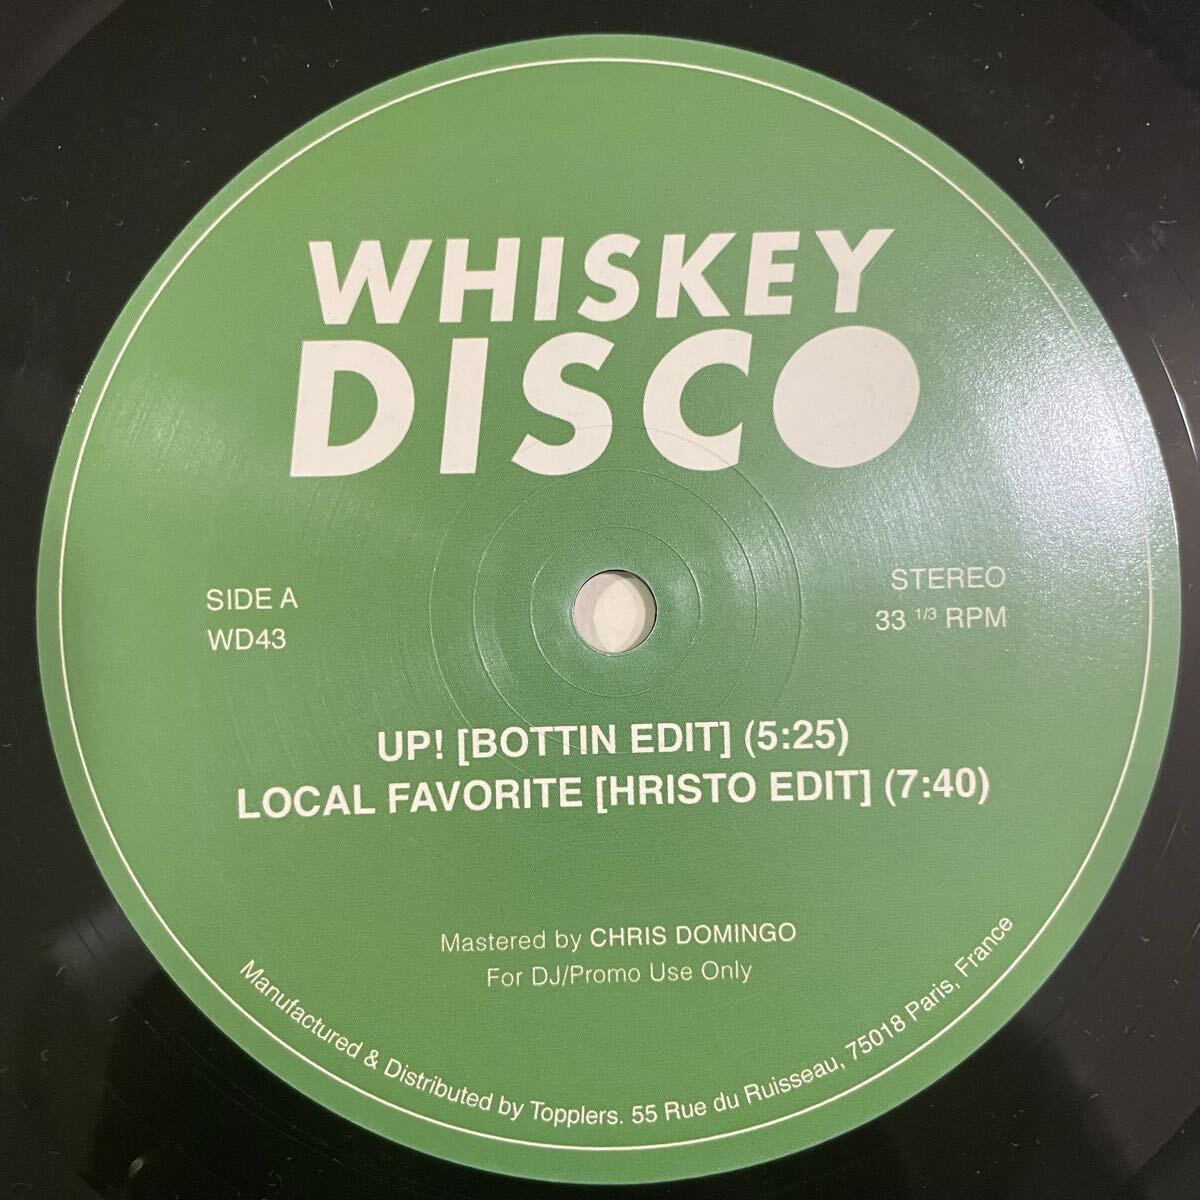 WHISKEY
DISCO
SIDE A
WD43
STEREO
33 1/3 RPM
UP! [BOTTIN EDIT] (5:25)
LOCAL FAVORITE [HRISTO EDIT] (7:40)
Mastered by CHRIS DOMINGO
For DJ/Promo Use Only
Manufactured & Distributed by Topplers. 55 Rue du Ruisseau, 75018 Paris, France